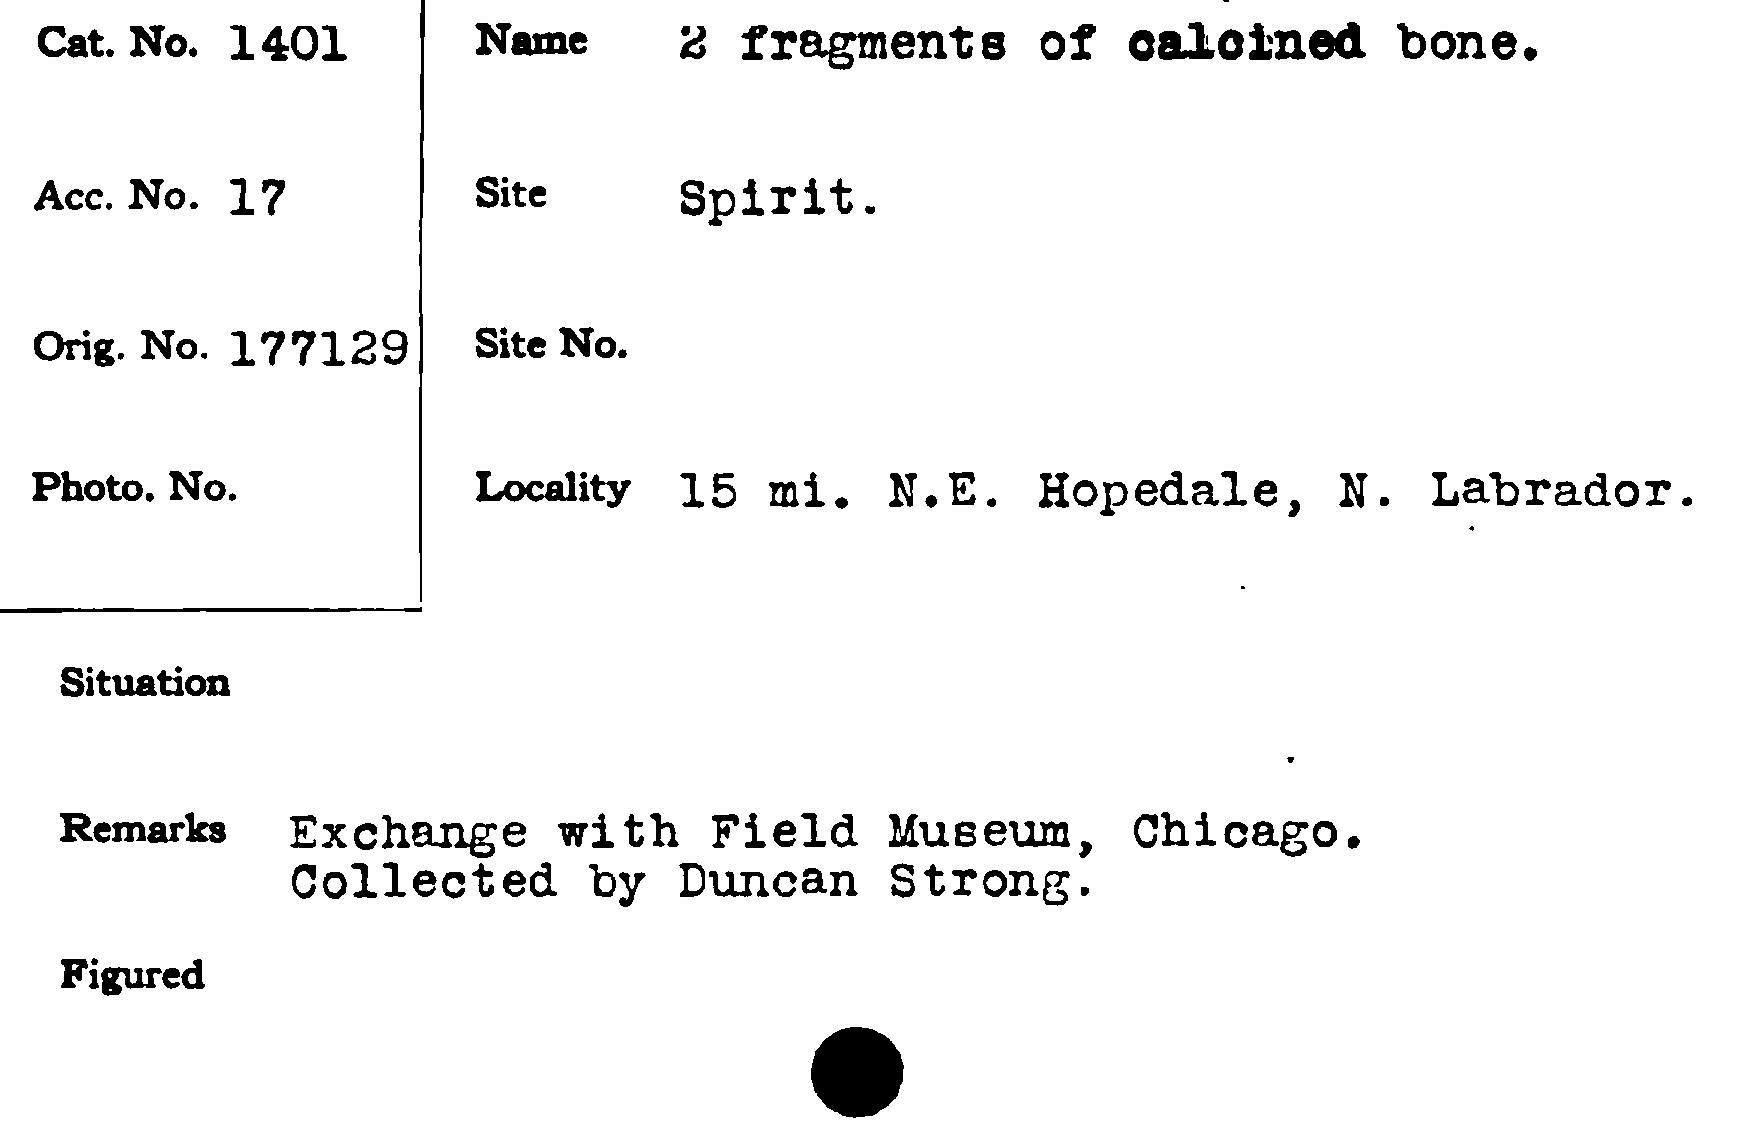 Cat. No. 1401
Name 2 fragments of calcined bone.
Acc. No. 17
Site Spirit.
Orig. No. 177129
Site No.
Photo. No.
Locality 15 mi. N.E. Hopedale, N. Labrador.
Situation
Remarks Exchange with Field Museum, Chicago.
Collected by Duncan Strong.
Figured